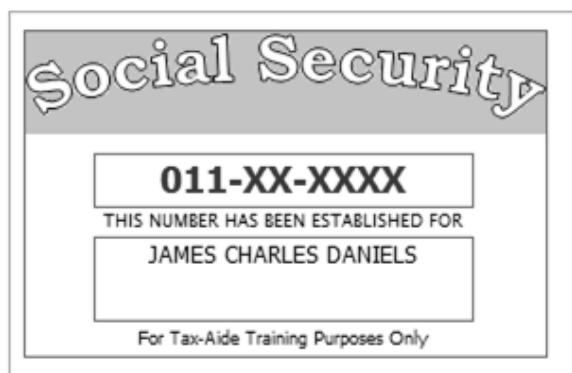 Social Security
011-XX-XXXX
THIS NUMBER HAS BEEN ESTABLISHED FOR
JAMES CHARLES DANIELS
For Tax-Aide Training Purposes Only